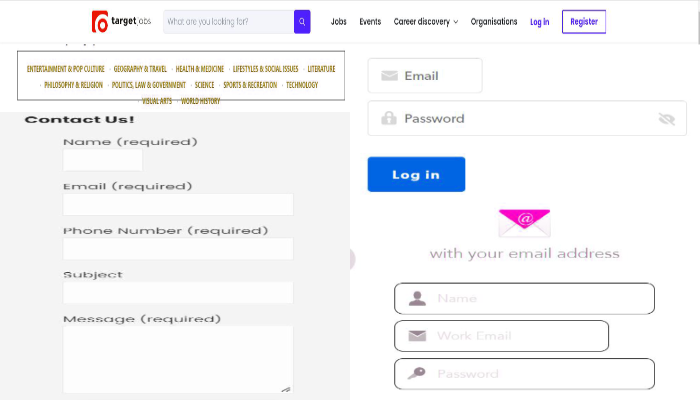 targetjobs What are you looking for? Jobs Events Career discovery Organisations Log in Register
ENTERTAINMENT & POP CULTURE · GEOGRAPHY & TRAVEL · HEALTH & MEDICINE · LIFESTYLES & SOCIAL ISSUES · LITERATURE
· PHILOSOPHY & RELIGION · POLITICS, LAW & GOVERNMENT · SCIENCE · SPORTS & RECREATION · TECHNOLOGY
· VISUAL ARTS · WORLD HISTORY
Contact Us!
Name (required)
Email (required)
Phone Number (required)
Subject
Message (required)
Email
Password
Log in
@
with your email address
Name
Work Email
Password